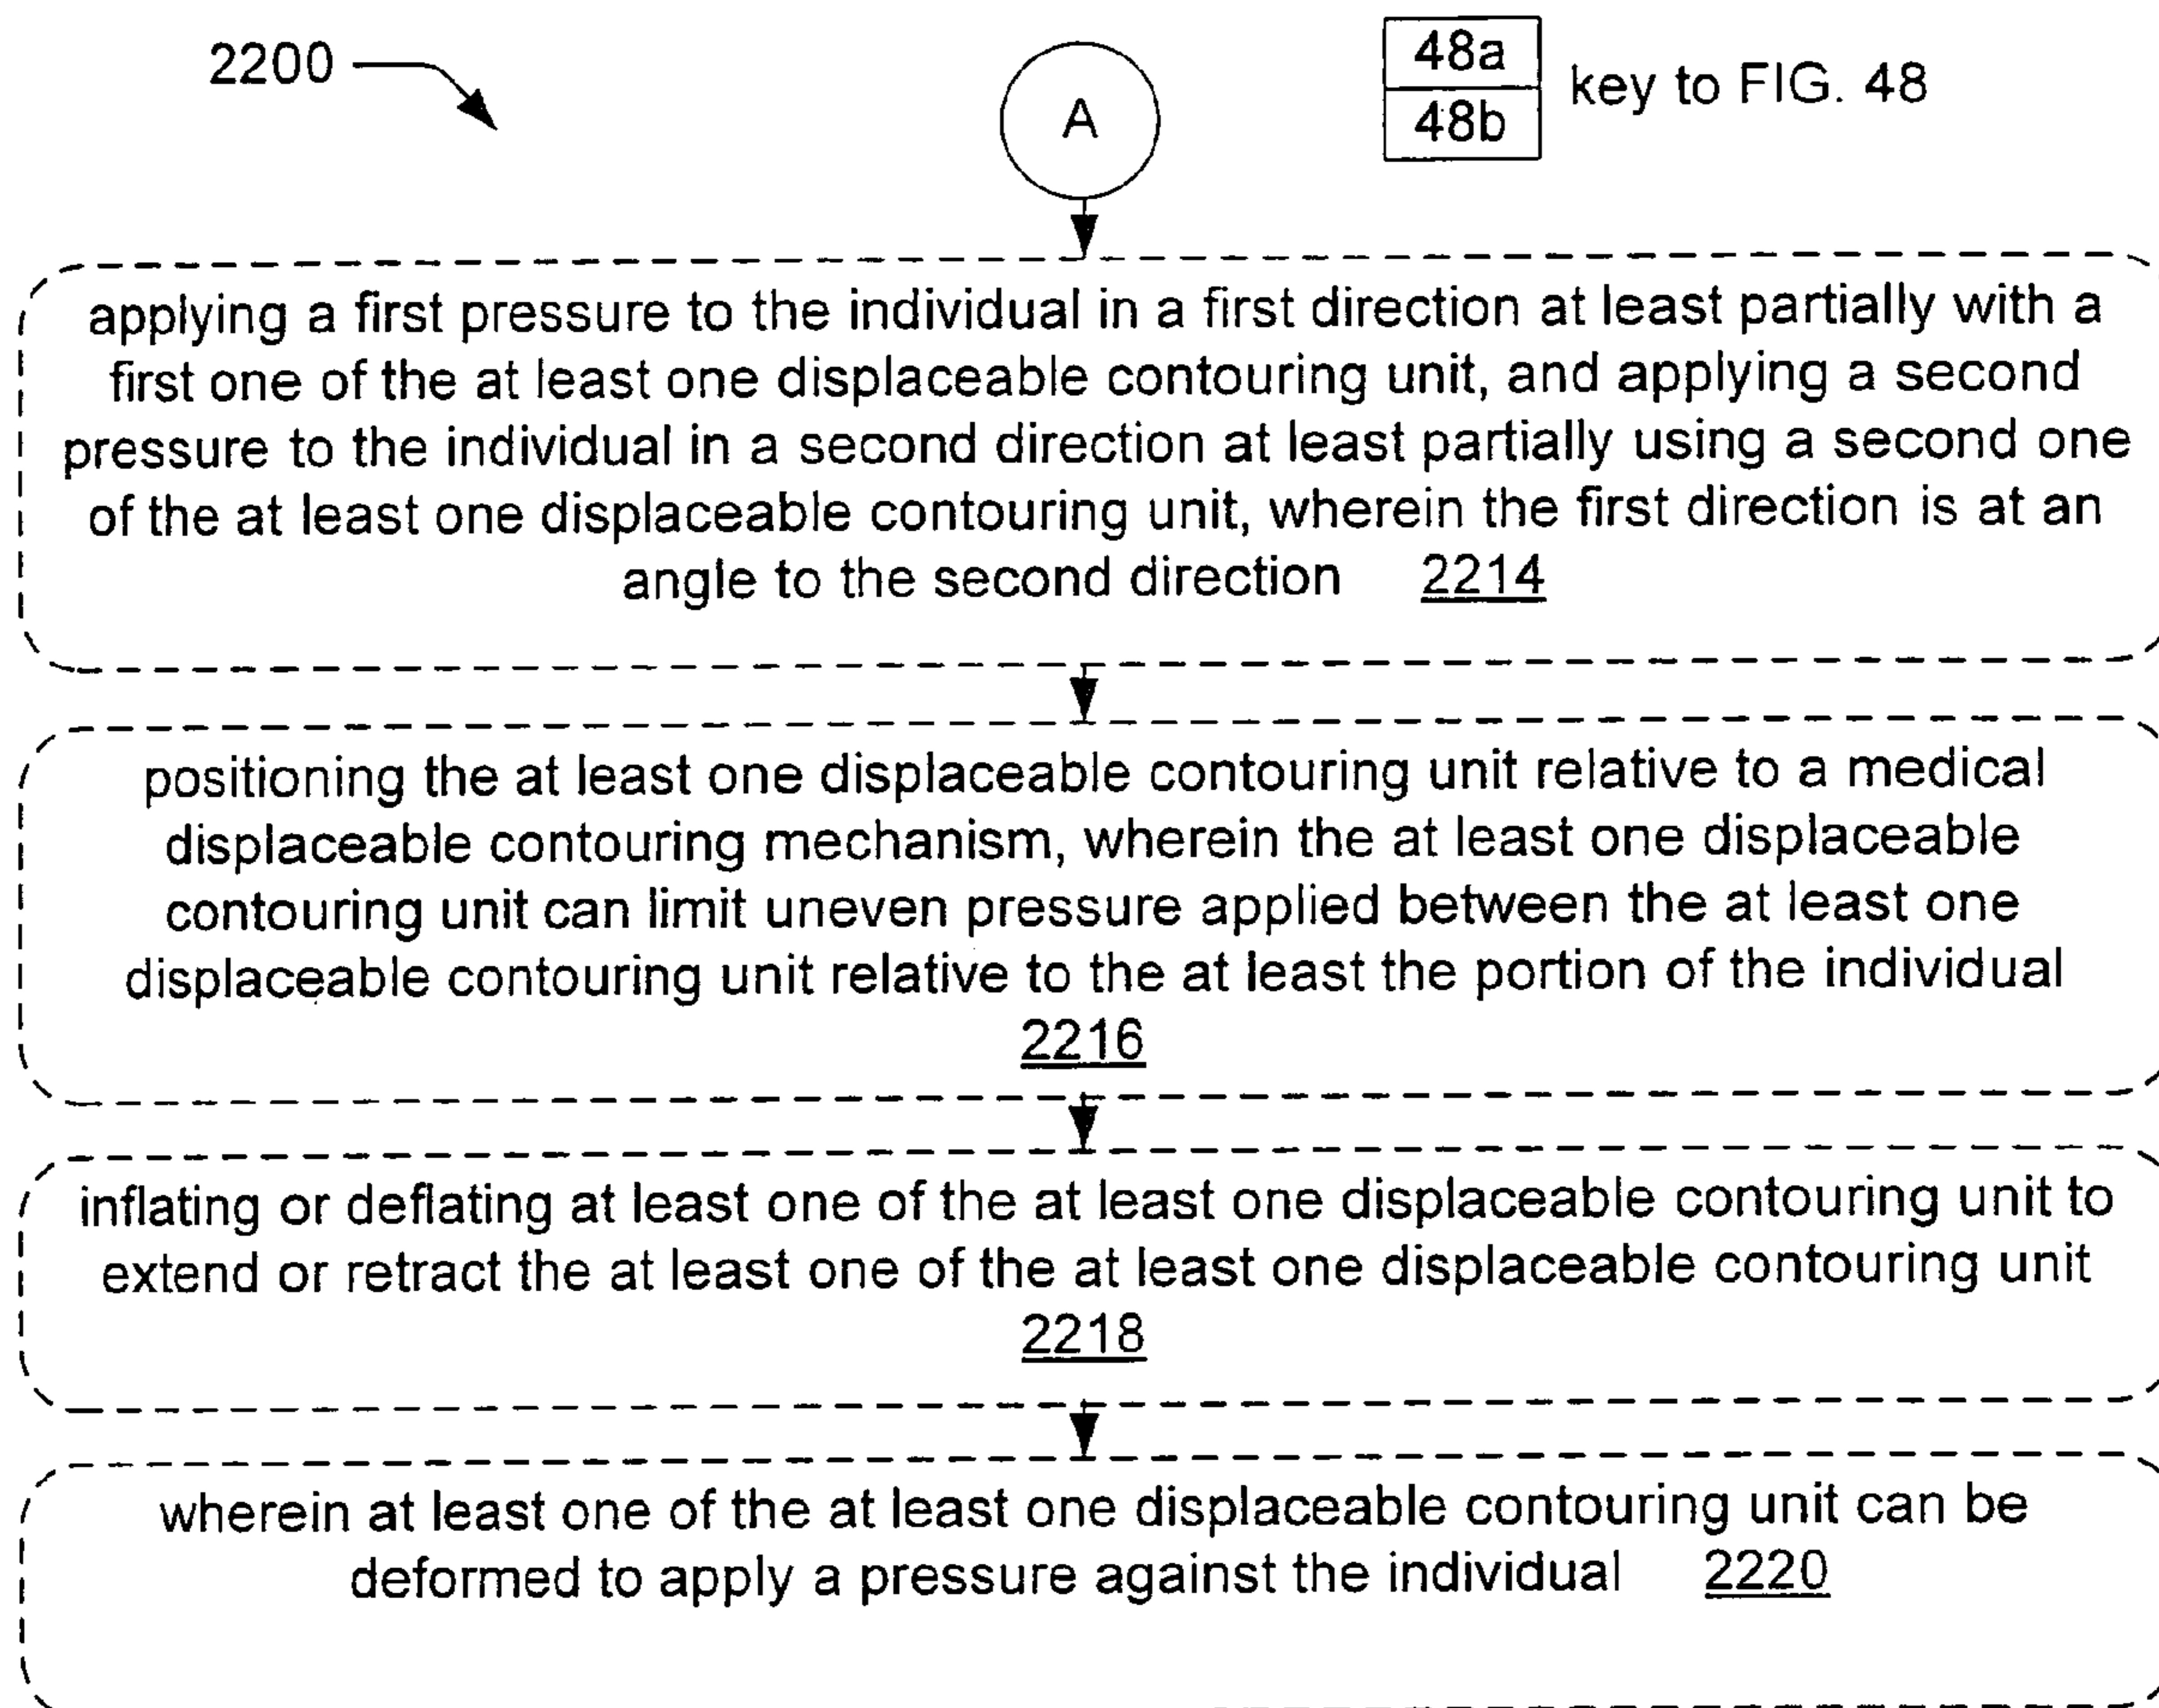 2200
A
48a
48b
key to FIG. 48
applying a first pressure to the individual in a first direction at least partially with a
first one of the at least one displaceable contouring unit, and applying a second
pressure to the individual in a second direction at least partially using a second one
of the at least one displaceable contouring unit, wherein the first direction is at an
angle to the second direction 2214
positioning the at least one displaceable contouring unit relative to a medical
displaceable contouring mechanism, wherein the at least one displaceable
contouring unit can limit uneven pressure applied between the at least one
displaceable contouring unit relative to the at least the portion of the individual
2216
inflating or deflating at least one of the at least one displaceable contouring unit to
extend or retract the at least one of the at least one displaceable contouring unit
2218
wherein at least one of the at least one displaceable contouring unit can be
deformed to apply a pressure against the individual 2220